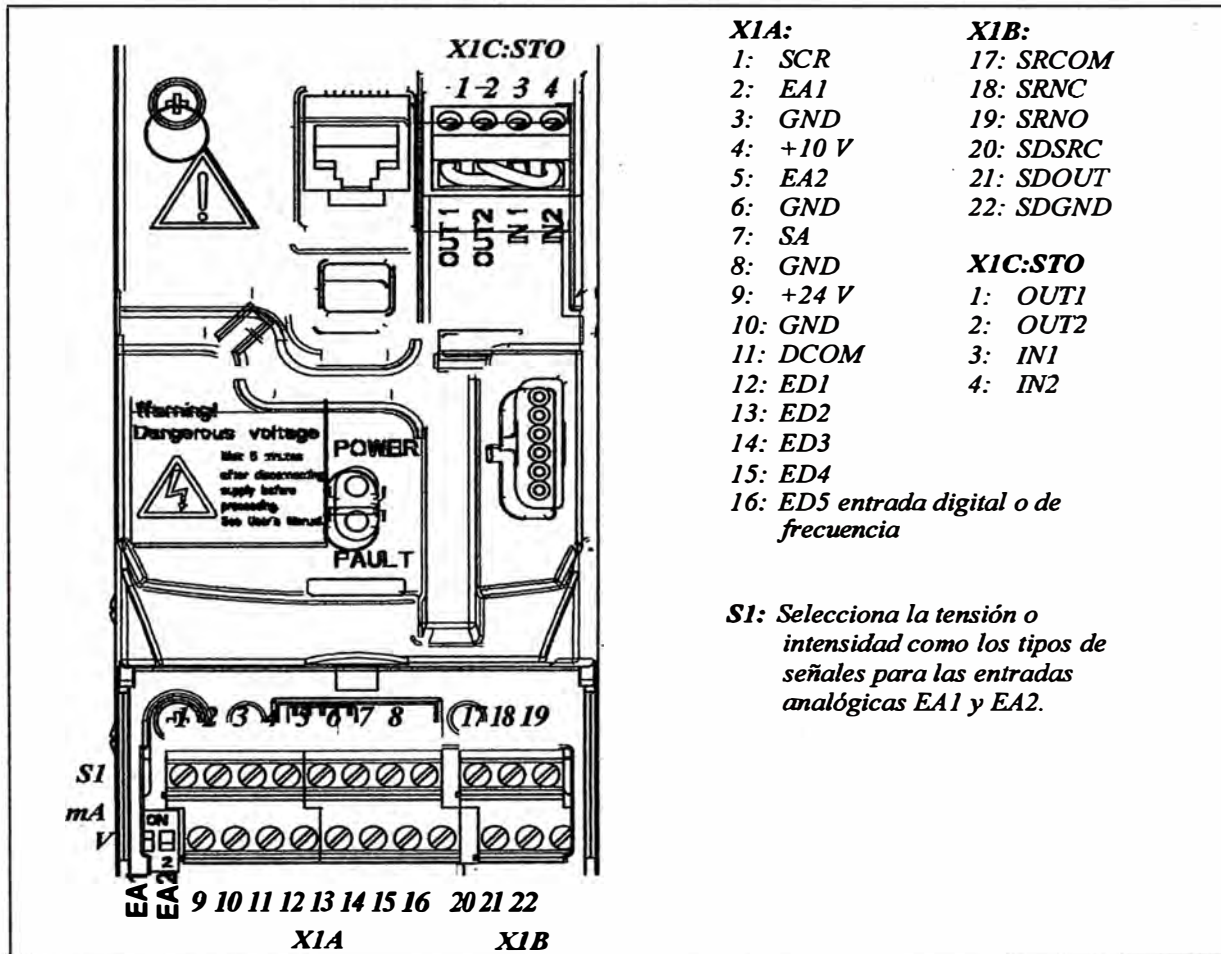 X1C:STO
1 2 3 4
OUT1
OUT2
IN1
IN2
Warning!
Dangerous voltage
Wait 5 minutes
after disconnecting
supply before
proceeding.
See User's Manual.
POWER
FAULT
1 2 3 4 5 6 7 8 17 18 19
S1
mA
V
ON
2
EA1
EA2
9 10 11 12 13 14 15 16 20 21 22
X1A X1B
X1A:
1: SCR
2: EA1
3: GND
4: +10 V
5: EA2
6: GND
7: SA
8: GND
9: +24 V
10: GND
11: DCOM
12: ED1
13: ED2
14: ED3
15: ED4
16: ED5 entrada digital o de
frecuencia
X1B:
17: SRCOM
18: SRNC
19: SRNO
20: SDSRC
21: SDOUT
22: SDGND
X1C:STO
1: OUT1
2: OUT2
3: IN1
4: IN2
S1: Selecciona la tensión o
intensidad como los tipos de
señales para las entradas
analógicas EA1 y EA2.